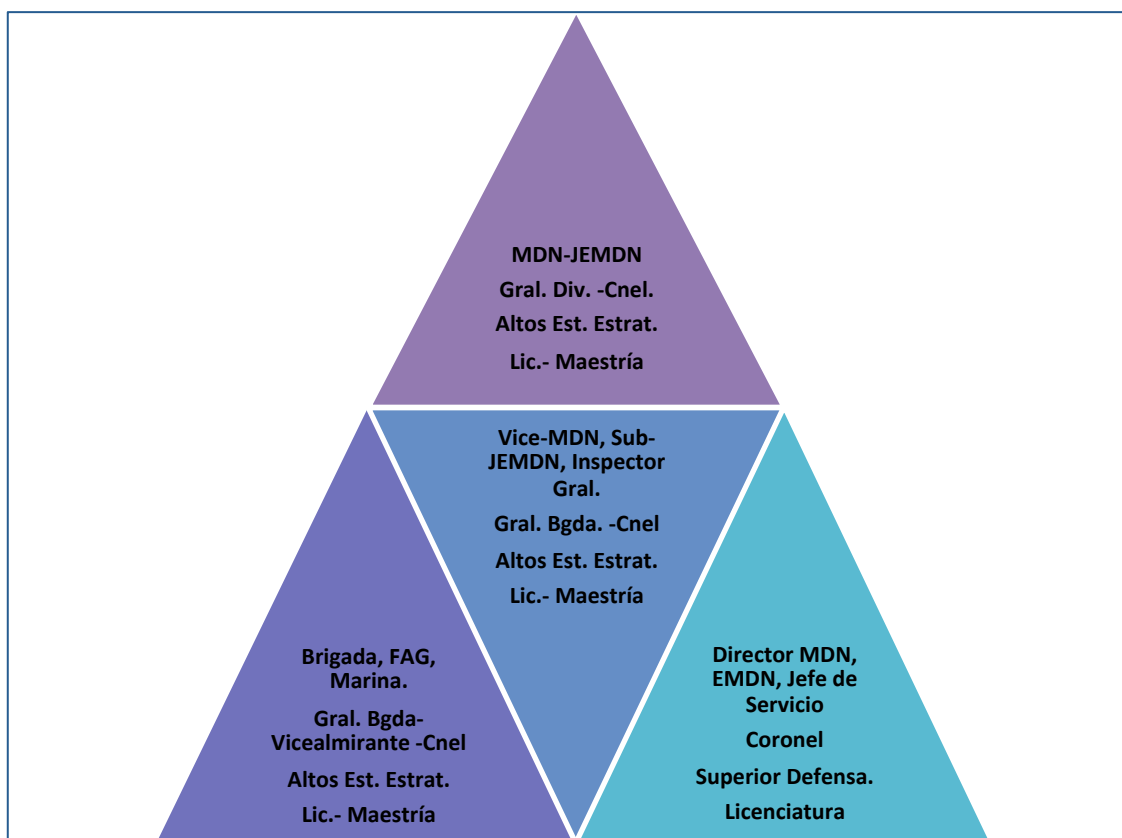 MDN-JEMDN
Gral. Div. -Cnel.
Altos Est. Estrat.
Lic.- Maestría
Vice-MDN, Sub-
JEMDN, Inspector
Gral.
Gral. Bgda. -Cnel
Altos Est. Estrat.
Lic.- Maestría
Brigada, FAG,
Marina.
Gral. Bgda-
Vicealmirante -Cnel
Altos Est. Estrat.
Lic.- Maestría
Director MDN,
EMDN, Jefe de
Servicio
Coronel
Superior Defensa.
Licenciatura